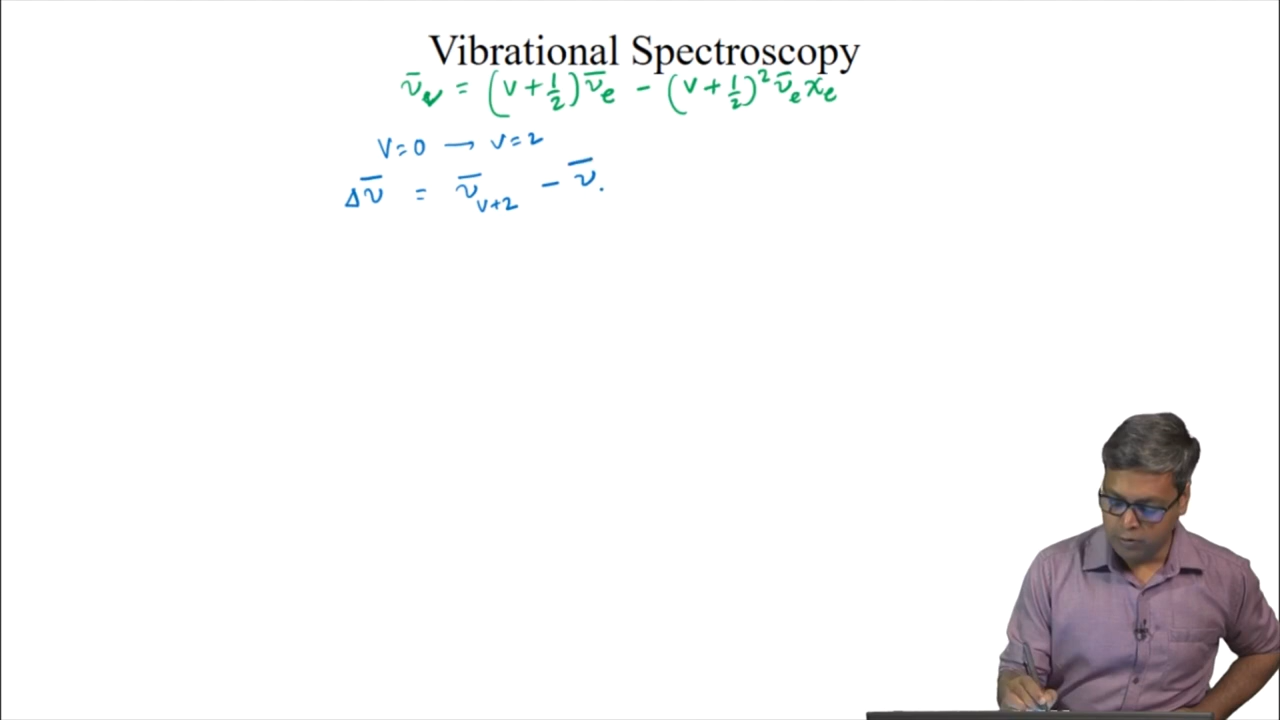 Vibrational Spectroscopy
ν̄ᵥ = (v+½)ν̄ₑ - (v+½)²ν̄ₑxₑ
v=0 → v=2
Δν̄ = ν̄ᵥ₊₂ - ν̄.